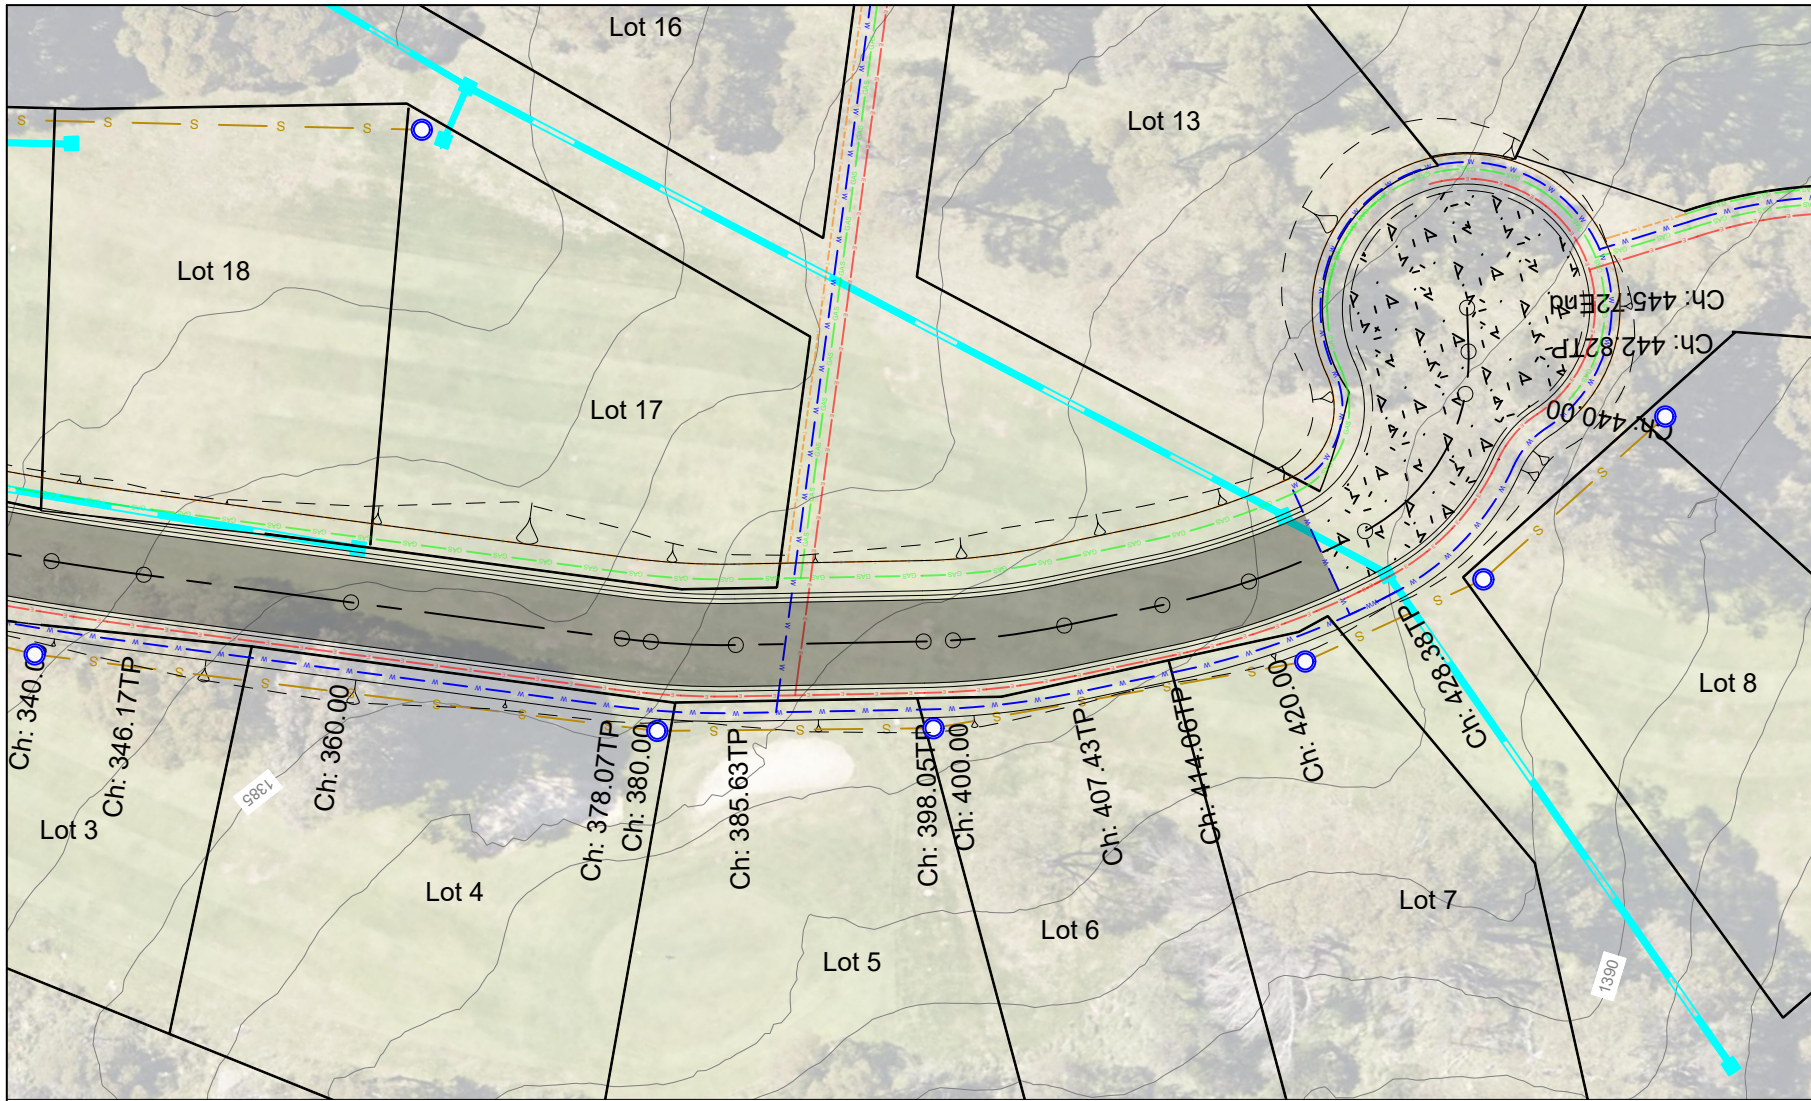 Lot 16
Lot 13
Lot 18
Ch: 445.72End
Ch: 442.82TP
Lot 17
Ch: 440.00
Ch: 428.38TP
Lot 8
Ch: 346.17TP
Ch: 360.00
Ch: 378.07TP
Ch: 380.00
Ch: 385.63TP
Ch: 398.05TP
Ch: 400.00
Ch: 407.43TP
Ch: 414.06TP
Ch: 420.00
1385
Lot 3
Lot 4
Lot 5
Lot 6
Lot 7
1390